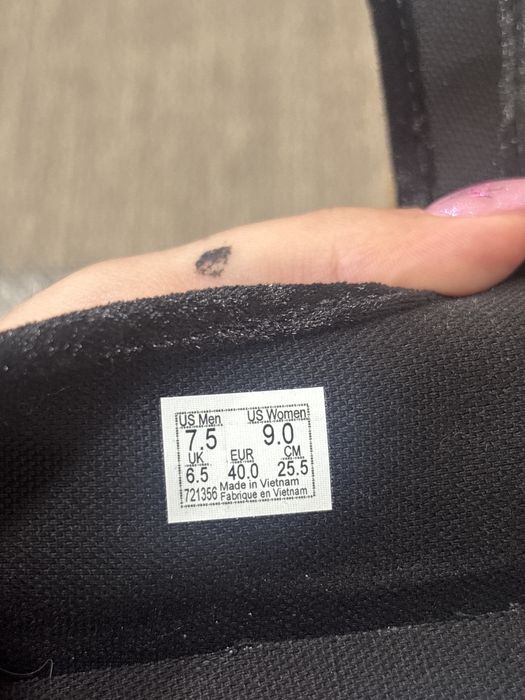 US Men US Women
7.5 9.0
UK EUR CM
6.5 40.0 25.5
721356 Made in Vietnam
Fabrique en Vietnam